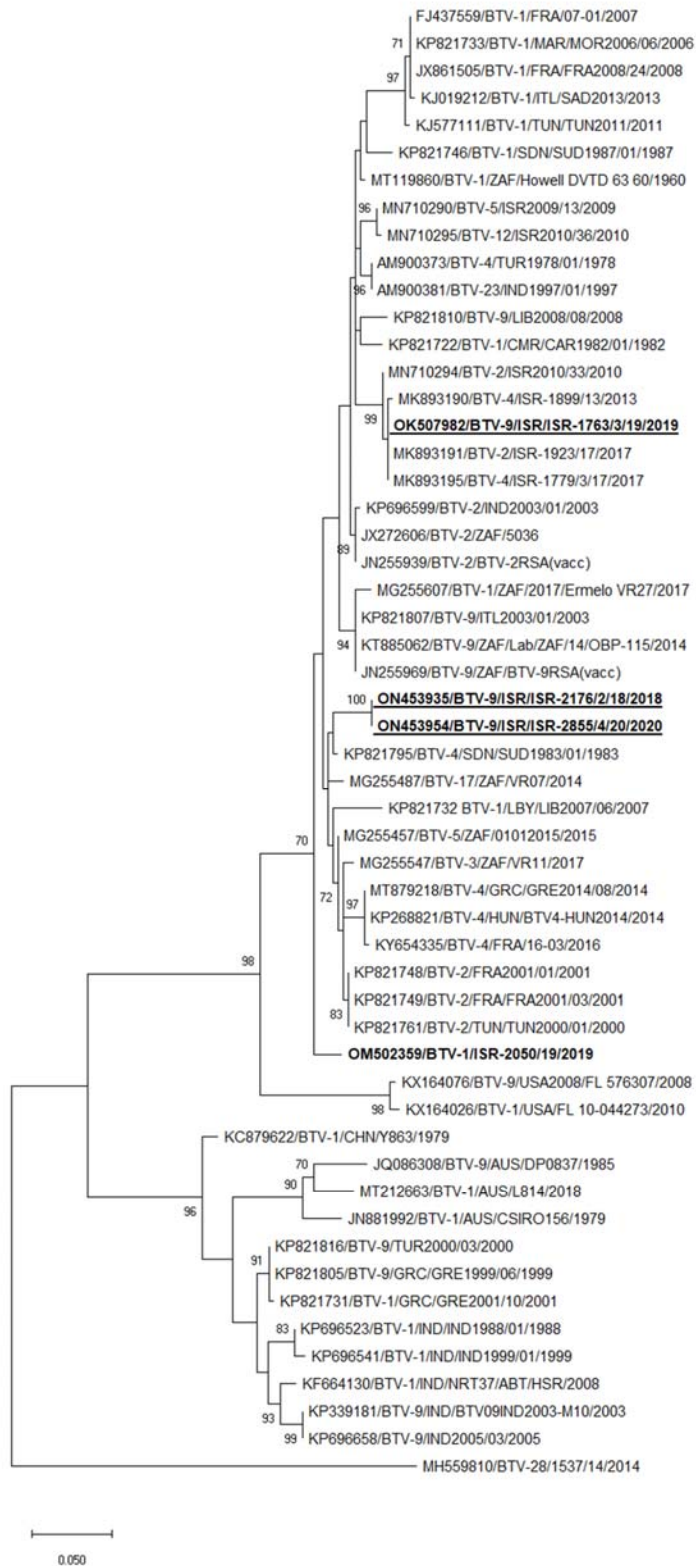 FJ437559/BTV-1/FRA/07-01/2007
71
KP821733/BTV-1/MAR/MOR2006/06/2006
JX861505/BTV-1/FRA/FRA2008/24/2008
97
KJ019212/BTV-1/ITL/SAD2013/2013
KJ577111/BTV-1/TUN/TUN2011/2011
KP821746/BTV-1/SDN/SUD1987/01/1987
MT119860/BTV-1/ZAF/Howell DVTD 63 60/1960
96
MN710290/BTV-5/ISR2009/13/2009
MN710295/BTV-12/ISR2010/36/2010
AM900373/BTV-4/TUR1978/01/1978
96
AM900381/BTV-23/IND1997/01/1997
KP821810/BTV-9/LIB2008/08/2008
KP821722/BTV-1/CMR/CAR1982/01/1982
MN710294/BTV-2/ISR2010/33/2010
MK893190/BTV-4/ISR-1899/13/2013
99
OK507982/BTV-9/ISR/ISR-1763/3/19/2019
MK893191/BTV-2/ISR-1923/17/2017
MK893195/BTV-4/ISR-1779/3/17/2017
KP696599/BTV-2/IND2003/01/2003
JX272606/BTV-2/ZAF/5036
89
JN255939/BTV-2/BTV-2RSA(vacc)
MG255607/BTV-1/ZAF/2017/Ermelo VR27/2017
KP821807/BTV-9/ITL2003/01/2003
94
KT885062/BTV-9/ZAF/Lab/ZAF/14/OBP-115/2014
JN255969/BTV-9/ZAF/BTV-9RSA(vacc)
100
ON453935/BTV-9/ISR/ISR-2176/2/18/2018
ON453954/BTV-9/ISR/ISR-2855/4/20/2020
KP821795/BTV-4/SDN/SUD1983/01/1983
MG255487/BTV-17/ZAF/VR07/2014
KP821732 BTV-1/LBY/LIB2007/06/2007
70
MG255457/BTV-5/ZAF/01012015/2015
MG255547/BTV-3/ZAF/VR11/2017
72
MT879218/BTV-4/GRC/GRE2014/08/2014
97
KP268821/BTV-4/HUN/BTV4-HUN2014/2014
KY654335/BTV-4/FRA/16-03/2016
98
KP821748/BTV-2/FRA2001/01/2001
KP821749/BTV-2/FRA/FRA2001/03/2001
83
KP821761/BTV-2/TUN/TUN2000/01/2000
OM502359/BTV-1/ISR-2050/19/2019
KX164076/BTV-9/USA2008/FL 576307/2008
98
KX164026/BTV-1/USA/FL 10-044273/2010
KC879622/BTV-1/CHN/Y863/1979
70
JQ086308/BTV-9/AUS/DP0837/1985
90
MT212663/BTV-1/AUS/L814/2018
96
JN881992/BTV-1/AUS/CSIRO156/1979
KP821816/BTV-9/TUR2000/03/2000
91
KP821805/BTV-9/GRC/GRE1999/06/1999
KP821731/BTV-1/GRC/GRE2001/10/2001
83
KP696523/BTV-1/IND/IND1988/01/1988
KP696541/BTV-1/IND/IND1999/01/1999
KF664130/BTV-1/IND/NRT37/ABT/HSR/2008
93
KP339181/BTV-9/IND/BTV09IND2003-M10/2003
99
KP696658/BTV-9/IND2005/03/2005
MH559810/BTV-28/1537/14/2014
0.050